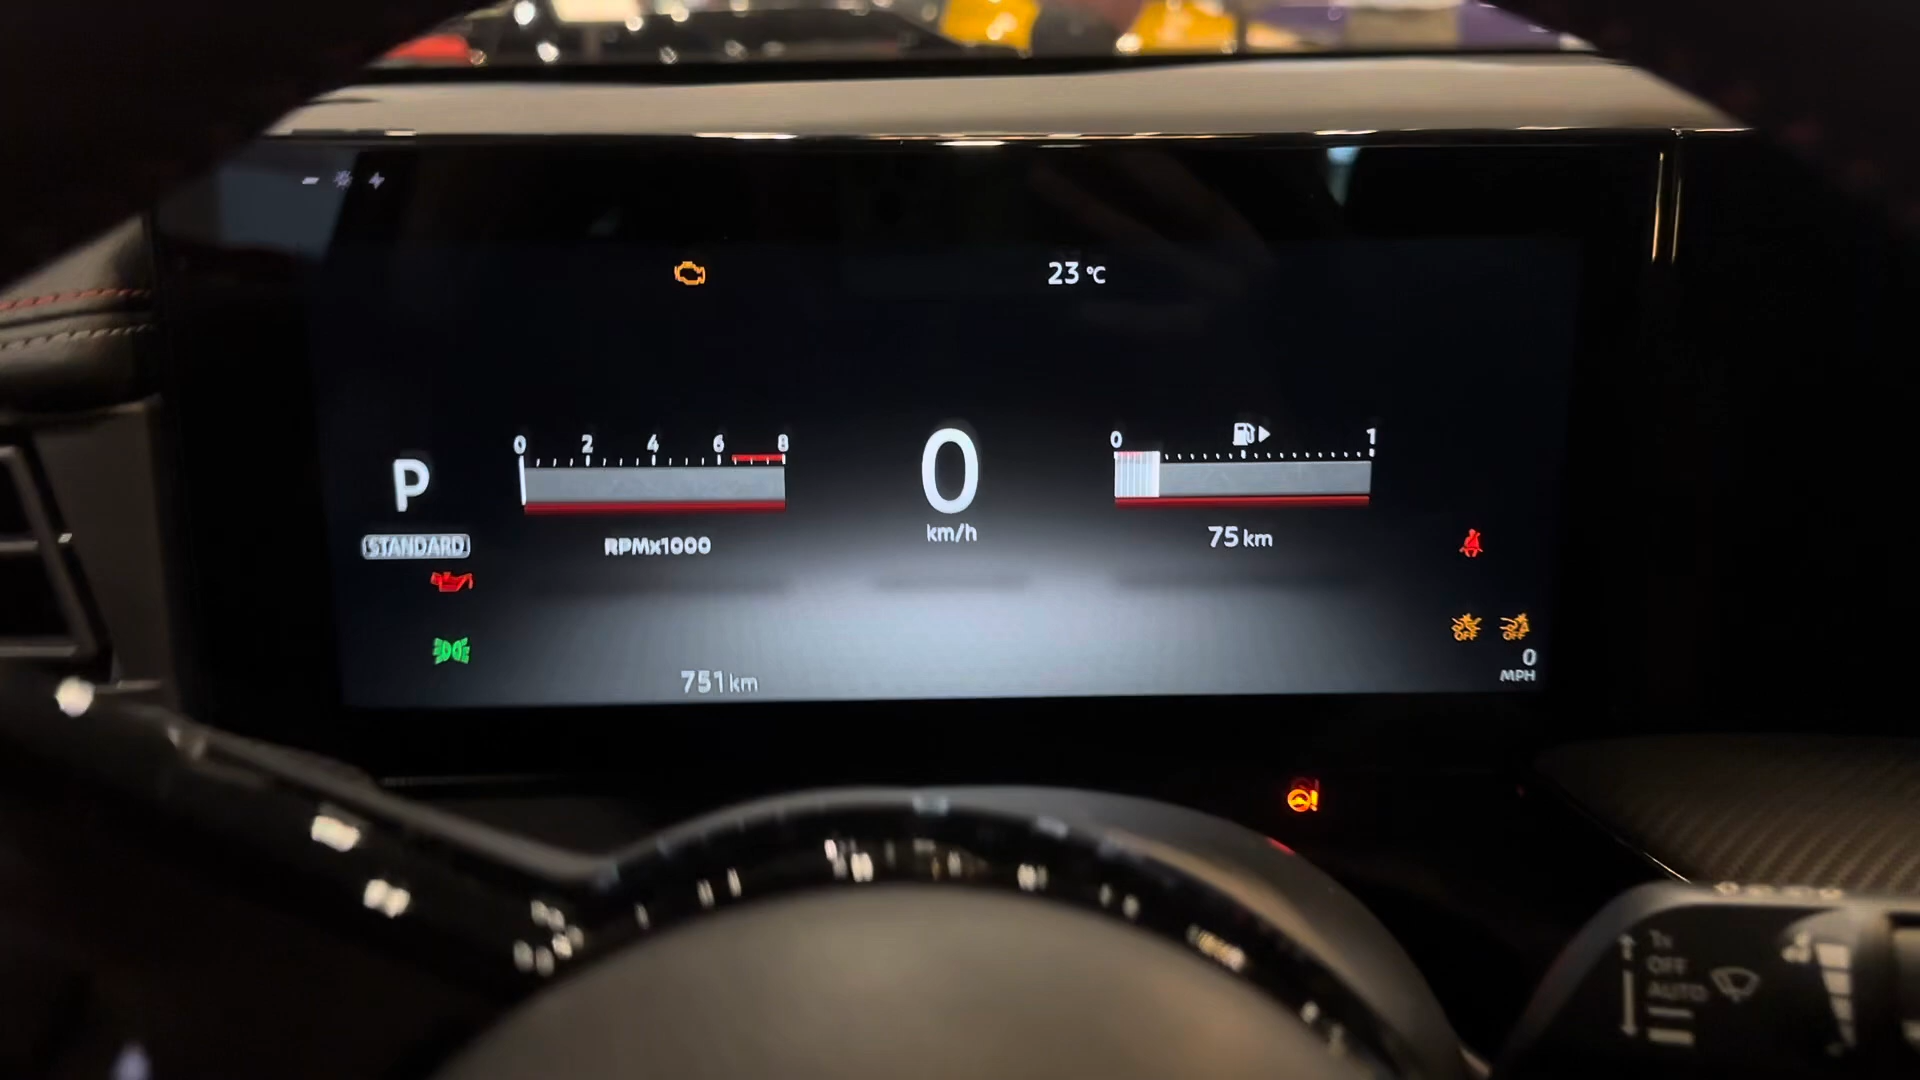 23 °C
0 2 4 6 8
0 1
P
0
km/h
STANDARD
RPMx1000
75 km
OFF OFF
0
MPH
751 km
OFF
AUTO